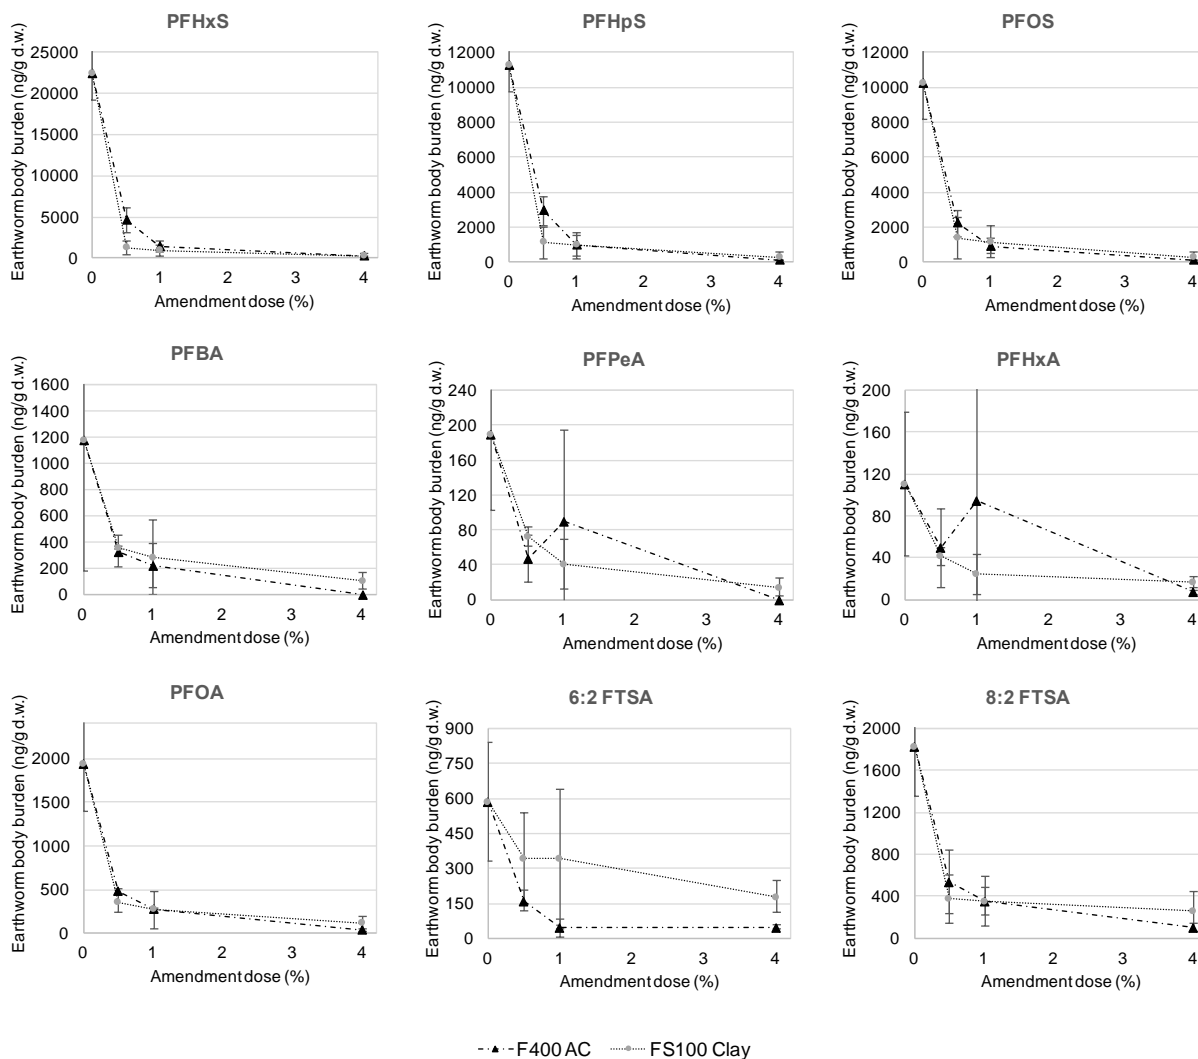 PFHxS
Earthworm body burden (ng/g d.w.)
25000
20000
15000
10000
5000
0
0 1 2 3 4
Amendment dose (%)
PFHpS
Earthworm body burden (ng/g d.w.)
12000
10000
8000
6000
4000
2000
0
0 1 2 3 4
Amendment dose (%)
PFOS
Earthworm body burden (ng/g d.w.)
12000
10000
8000
6000
4000
2000
0
0 1 2 3 4
Amendment dose (%)
PFBA
Earthworm body burden (ng/g d.w.)
1600
1400
1200
1000
800
600
400
200
0
0 1 2 3 4
Amendment dose (%)
PFPeA
Earthworm body burden (ng/g d.w.)
240
200
160
120
80
40
0
0 1 2 3 4
Amendment dose (%)
PFHxA
Earthworm body burden (ng/g d.w.)
200
160
120
80
40
0
0 1 2 3 4
Amendment dose (%)
PFOA
Earthworm body burden (ng/g d.w.)
2000
1500
1000
500
0
0 1 2 3 4
Amendment dose (%)
6:2 FTSA
Earthworm body burden (ng/g d.w.)
900
750
600
450
300
150
0
0 1 2 3 4
Amendment dose (%)
8:2 FTSA
Earthworm body burden (ng/g d.w.)
2000
1600
1200
800
400
0
0 1 2 3 4
Amendment dose (%)
F400 AC FS100 Clay